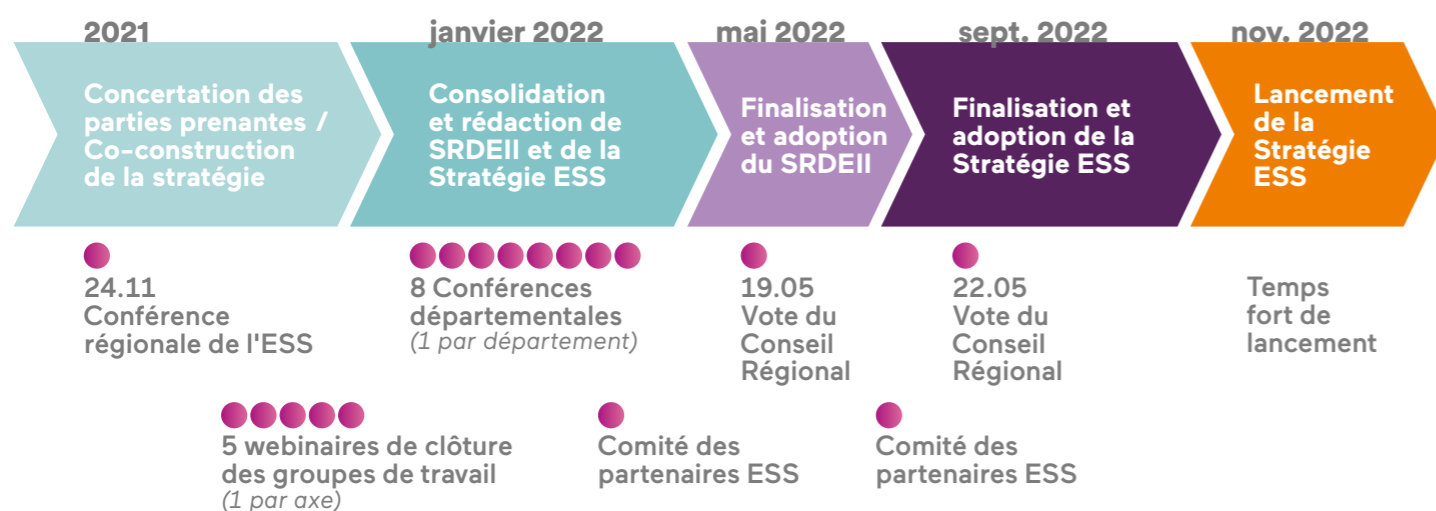 2021
janvier 2022
mai 2022
sept. 2022
nov. 2022
Concertation des
parties prenantes /
Co-construction
de la stratégie
Consolidation
et rédaction de
SRDEII et de la
Stratégie ESS
Finalisation
et adoption
du SRDEII
Finalisation et
adoption de la
Stratégie ESS
Lancement
de la
Stratégie
ESS
24.11
Conférence
régionale de l'ESS
8 Conférences
départementales
(1 par département)
19.05
Vote du
Conseil
Régional
22.05
Vote du
Conseil
Régional
Temps
fort de
lancement
5 webinaires de clôture
des groupes de travail
(1 par axe)
Comité des
partenaires ESS
Comité des
partenaires ESS